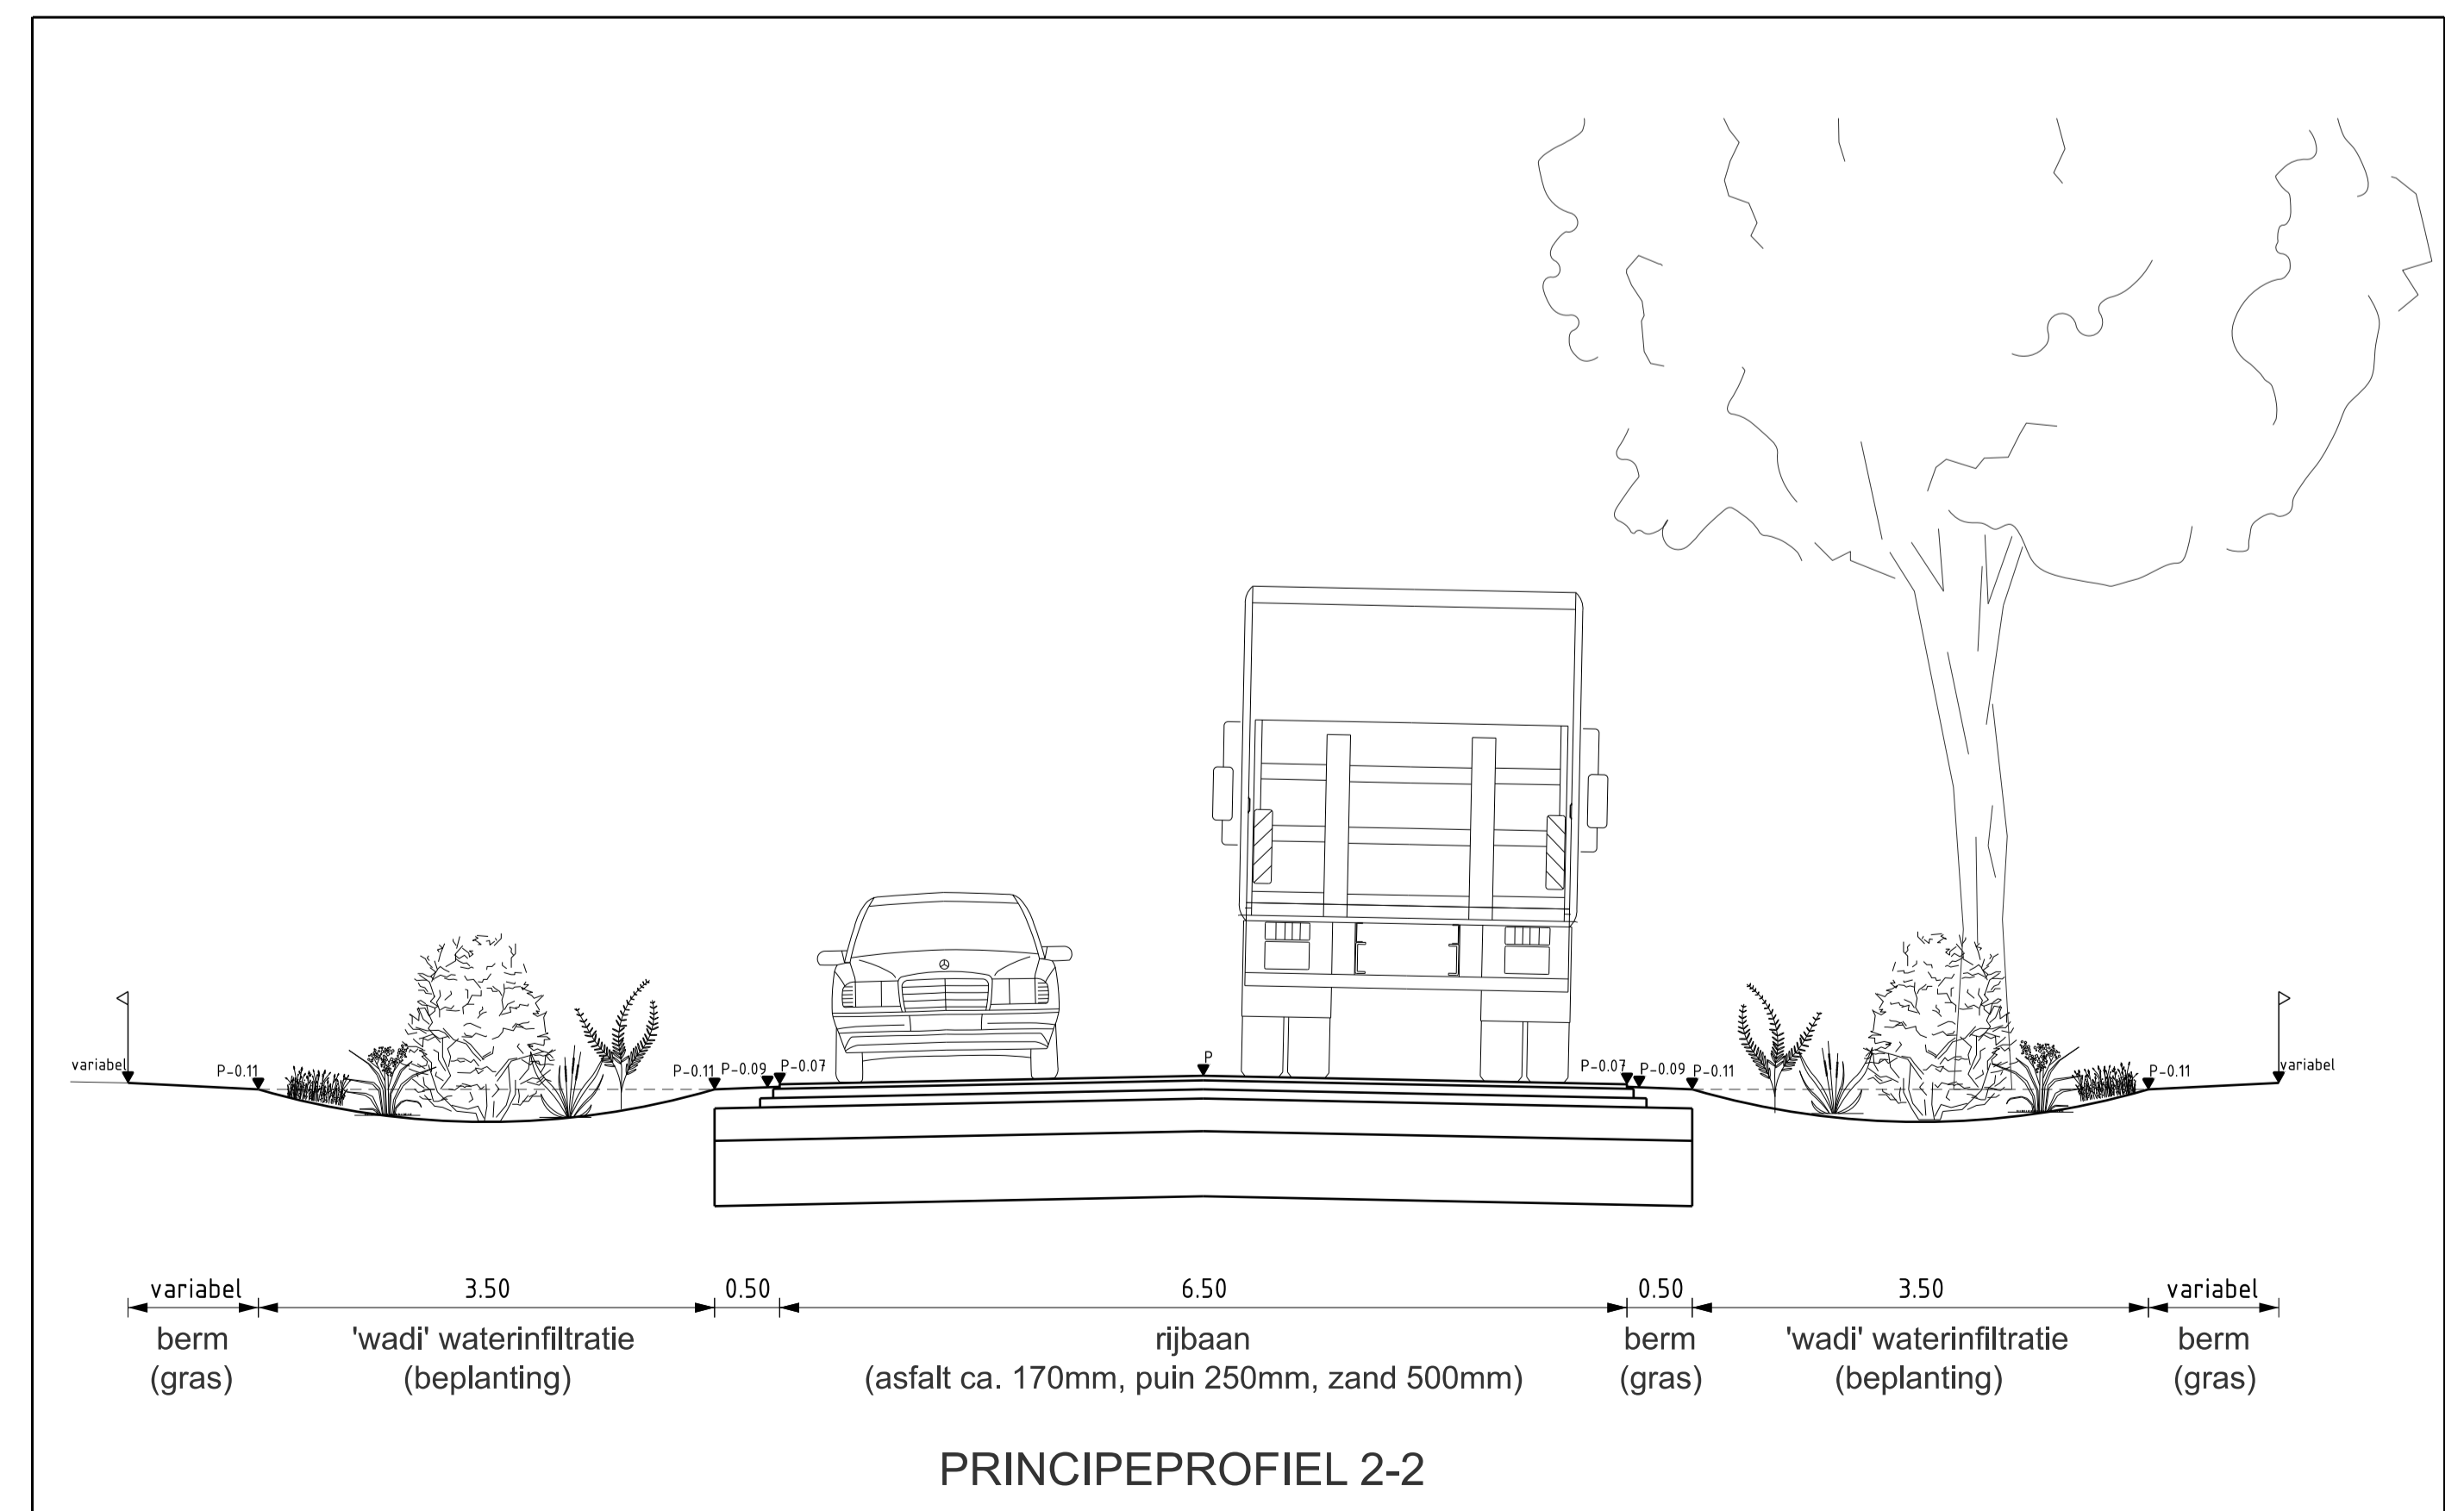 variabel
P-0.11
P-0.11
P-0.09
P-0.07
P
P-0.07
P-0.09
P-0.11
P-0.11
variabel
variabel
3.50
0.50
6.50
0.50
3.50
variabel
berm
(gras)
'wadi' waterinfiltratie
(beplanting)
rijbaan
(asfalt ca. 170mm, puin 250mm, zand 500mm)
berm
(gras)
'wadi' waterinfiltratie
(beplanting)
berm
(gras)
PRINCIPEPROFIEL 2-2